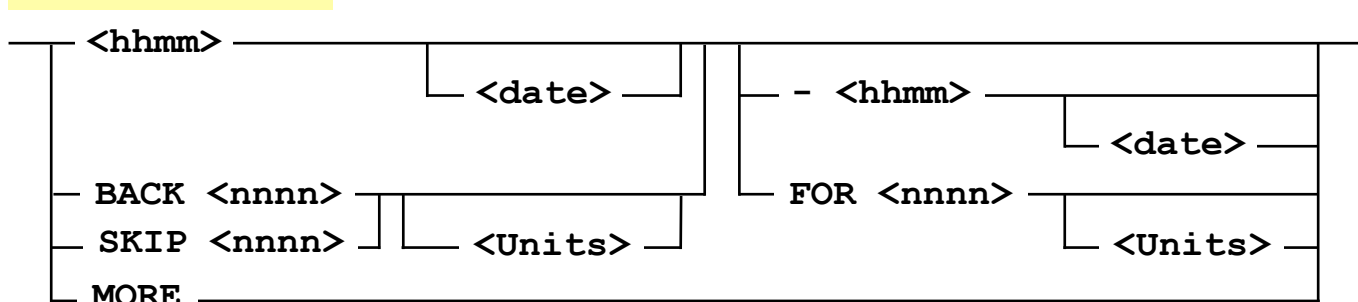 <hhmm>
<date> - <hhmm>
<date>
BACK <nnnn> FOR <nnnn>
SKIP <nnnn> <Units> <Units>
MORE